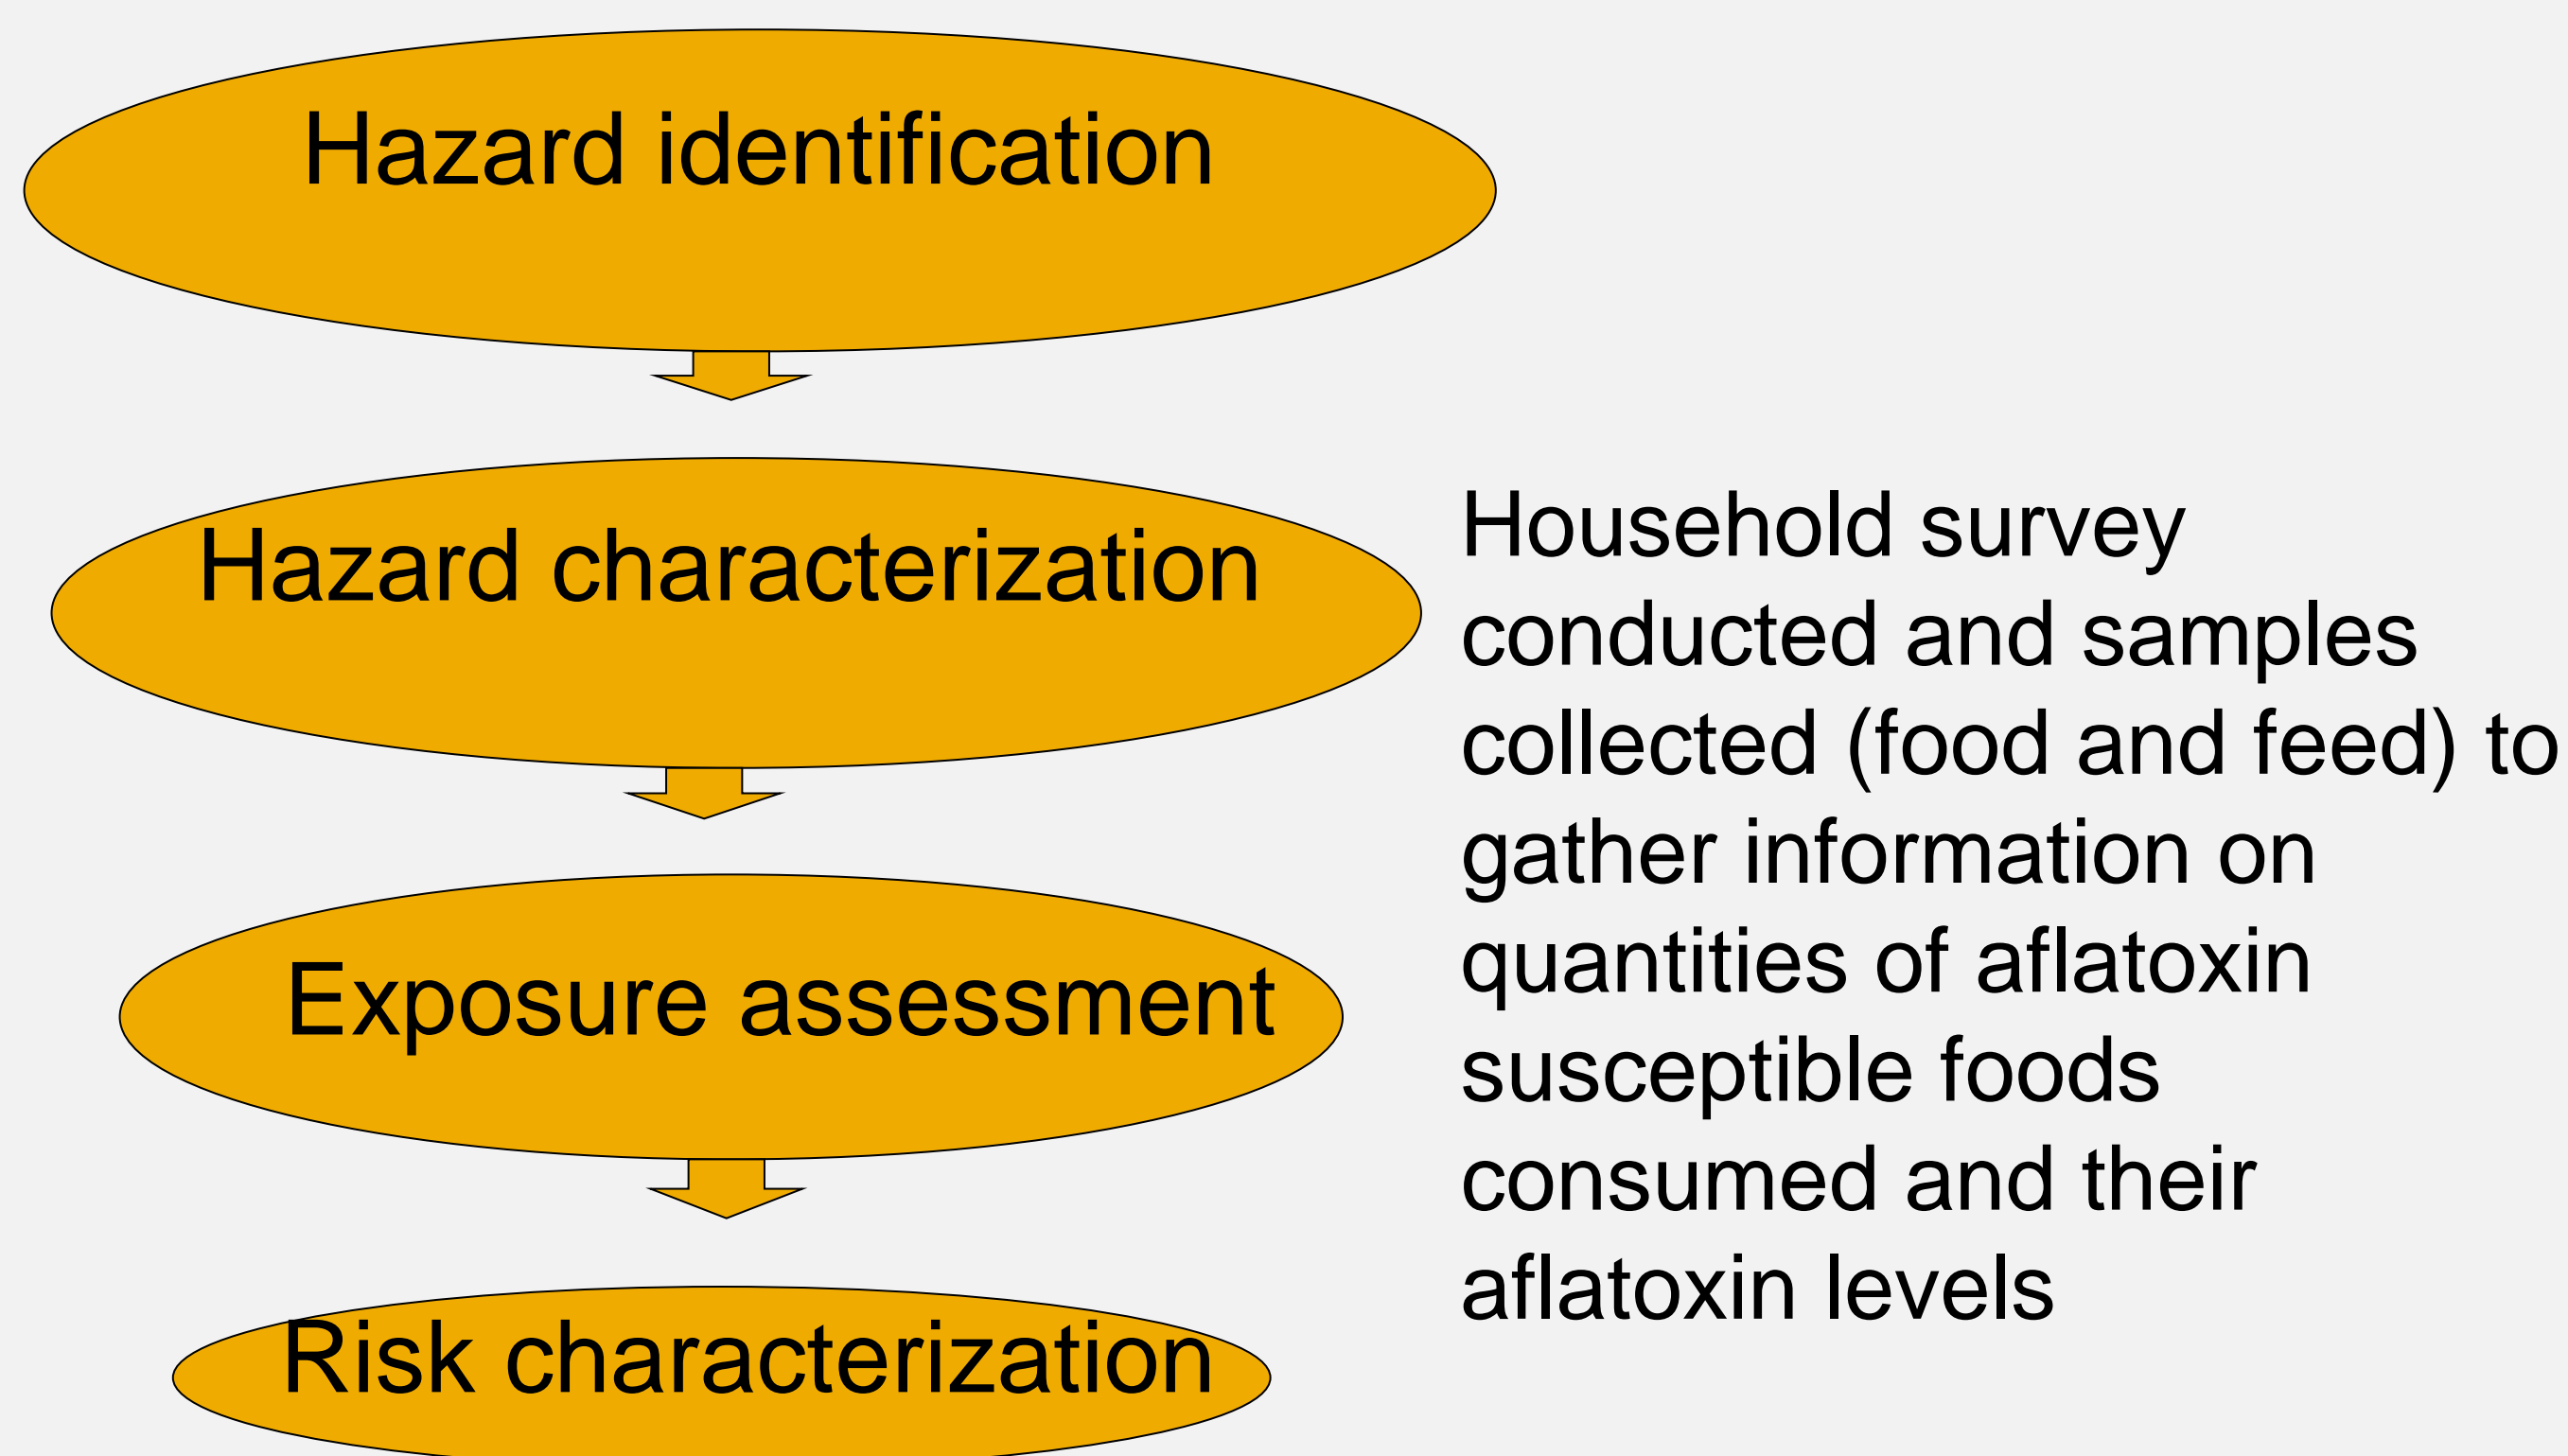 Hazard identification
Hazard characterization
Exposure assessment
Risk characterization
Household survey
conducted and samples
collected (food and feed) to
gather information on
quantities of aflatoxin
susceptible foods
consumed and their
aflatoxin levels